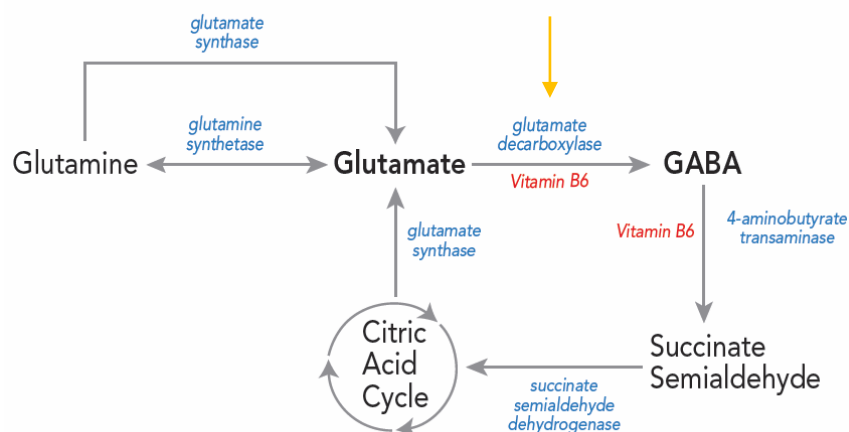 glutamate
synthase
glutamine
synthetase
glutamate
decarboxylase
Glutamine
Glutamate
GABA
Vitamin B6
glutamate
synthase
Vitamin B6
4-aminobutyrate
transaminase
Citric
Acid
Cycle
Succinate
Semialdehyde
succinate
semialdehyde
dehydrogenase